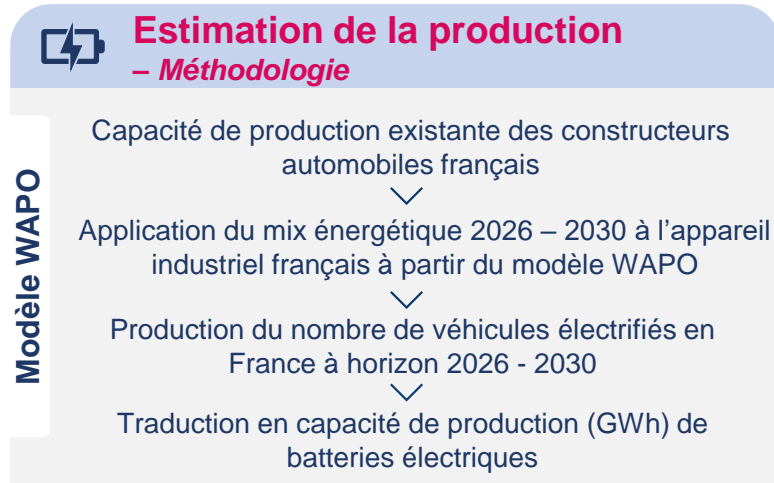 Estimation de la production
– Méthodologie
Modèle WAPO
Capacité de production existante des constructeurs
automobiles français
Application du mix énergétique 2026 – 2030 à l’appareil
industriel français à partir du modèle WAPO
Production du nombre de véhicules électrifiés en
France à horizon 2026 - 2030
Traduction en capacité de production (GWh) de
batteries électriques